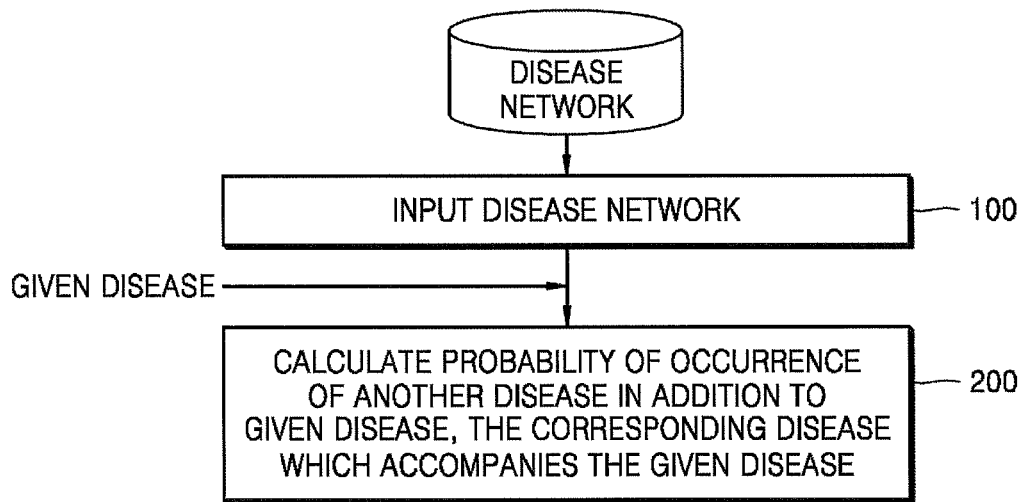 DISEASE
NETWORK
INPUT DISEASE NETWORK
100
GIVEN DISEASE
CALCULATE PROBABILITY OF OCCURRENCE
OF ANOTHER DISEASE IN ADDITION TO
GIVEN DISEASE, THE CORRESPONDING DISEASE
WHICH ACCOMPANIES THE GIVEN DISEASE
200